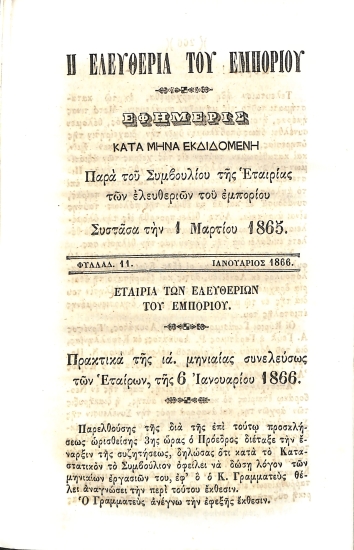 Η ΕΛΕΥΘΕΡΙΑ ΤΟΥ ΕΜΠΟΡΙΟΥ
ΕΦΗΜΕΡΙΣ
ΚΑΤΑ ΜΗΝΑ ΕΚΔΙΔΟΜΕΝΗ
Παρὰ τοῦ Συμβουλίου τῆς Ἑταιρίας
τῶν ἐλευθεριῶν τοῦ ἐμπορίου
Συστᾶσα τὴν 1 Μαρτίου 1865.
ΦΥΛΛΑΔ. 11. ΙΑΝΟΥΑΡΙΟΣ 1866.
ΕΤΑΙΡΙΑ ΤΩΝ ΕΛΕΥΘΕΡΙΩΝ
ΤΟΥ ΕΜΠΟΡΙΟΥ.
Πρακτικὰ τῆς ιά. μηνιαίας συνελεύσως
τῶν Ἑταίρων, τῆς 6 Ἰανουαρίου 1866.
Παρελθούσης τῆς διὰ τῆς ἐπὶ τούτῳ προσκλή-
σεως ὡρισθείσης 3ης ὥρας ὁ Πρόεδρος διέταξε τὴν ἔ-
ναρξιν τῆς συζητήσεως, δηλώσας ὅτι κατὰ τὸ Κατα-
στατικὸν τὸ Συμβούλιον ὀφείλει νὰ δώσῃ λόγον τῶν
μηνιαίων ἐργασιῶν του, ἐφ’ ᾧ ὁ Κ. Γραμματεὺς θέ-
λει ἀναγνώσει τὴν περὶ τούτου ἔκθεσιν.
Ὁ Γραμματεὺς ἀνέγνω τὴν ἐφεξῆς ἔκθεσιν.